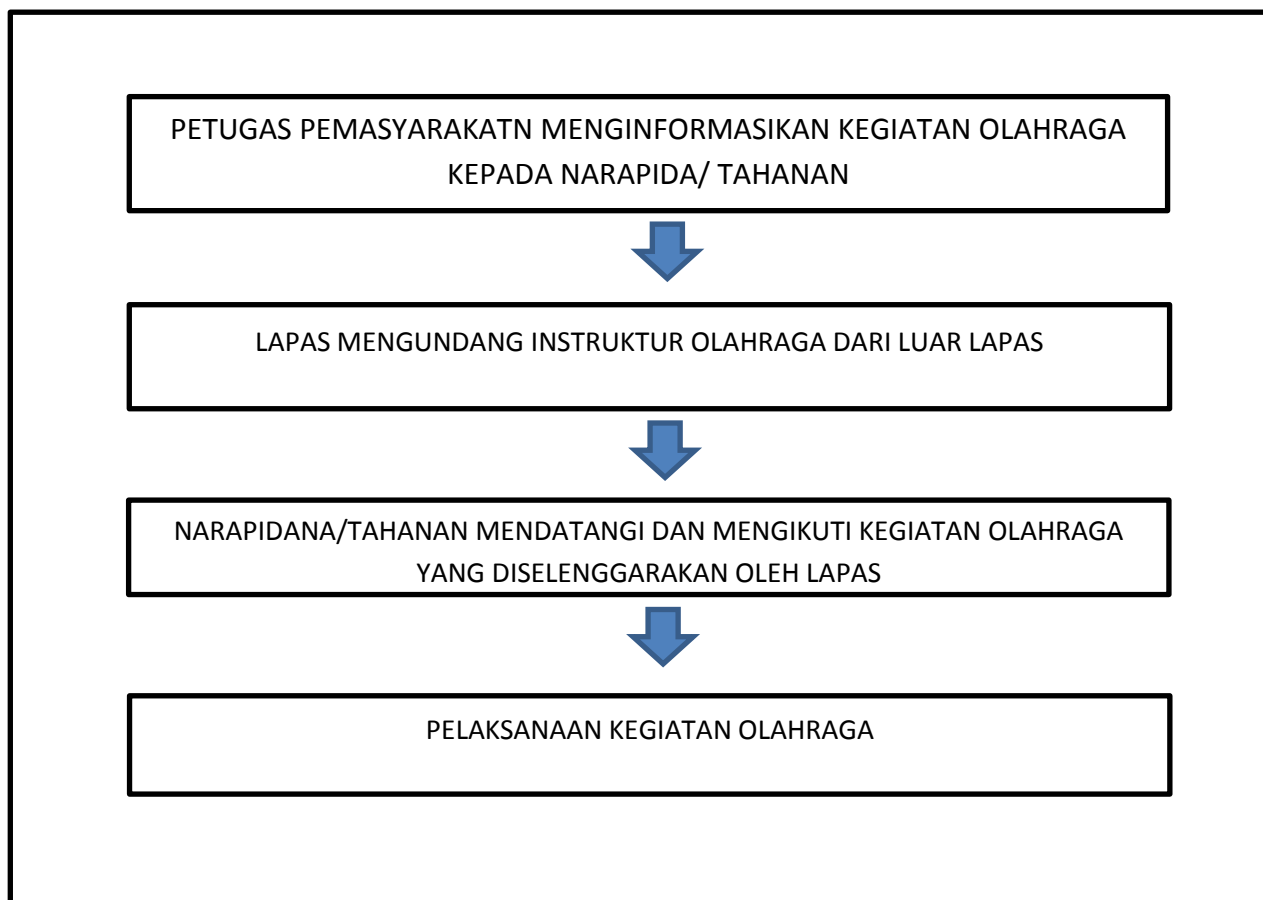 PETUGAS PEMASYARAKATN MENGINFORMASIKAN KEGIATAN OLAHRAGA
KEPADA NARAPIDA/ TAHANAN
LAPAS MENGUNDANG INSTRUKTUR OLAHRAGA DARI LUAR LAPAS
NARAPIDANA/TAHANAN MENDATANGI DAN MENGIKUTI KEGIATAN OLAHRAGA
YANG DISELENGGARAKAN OLEH LAPAS
PELAKSANAAN KEGIATAN OLAHRAGA